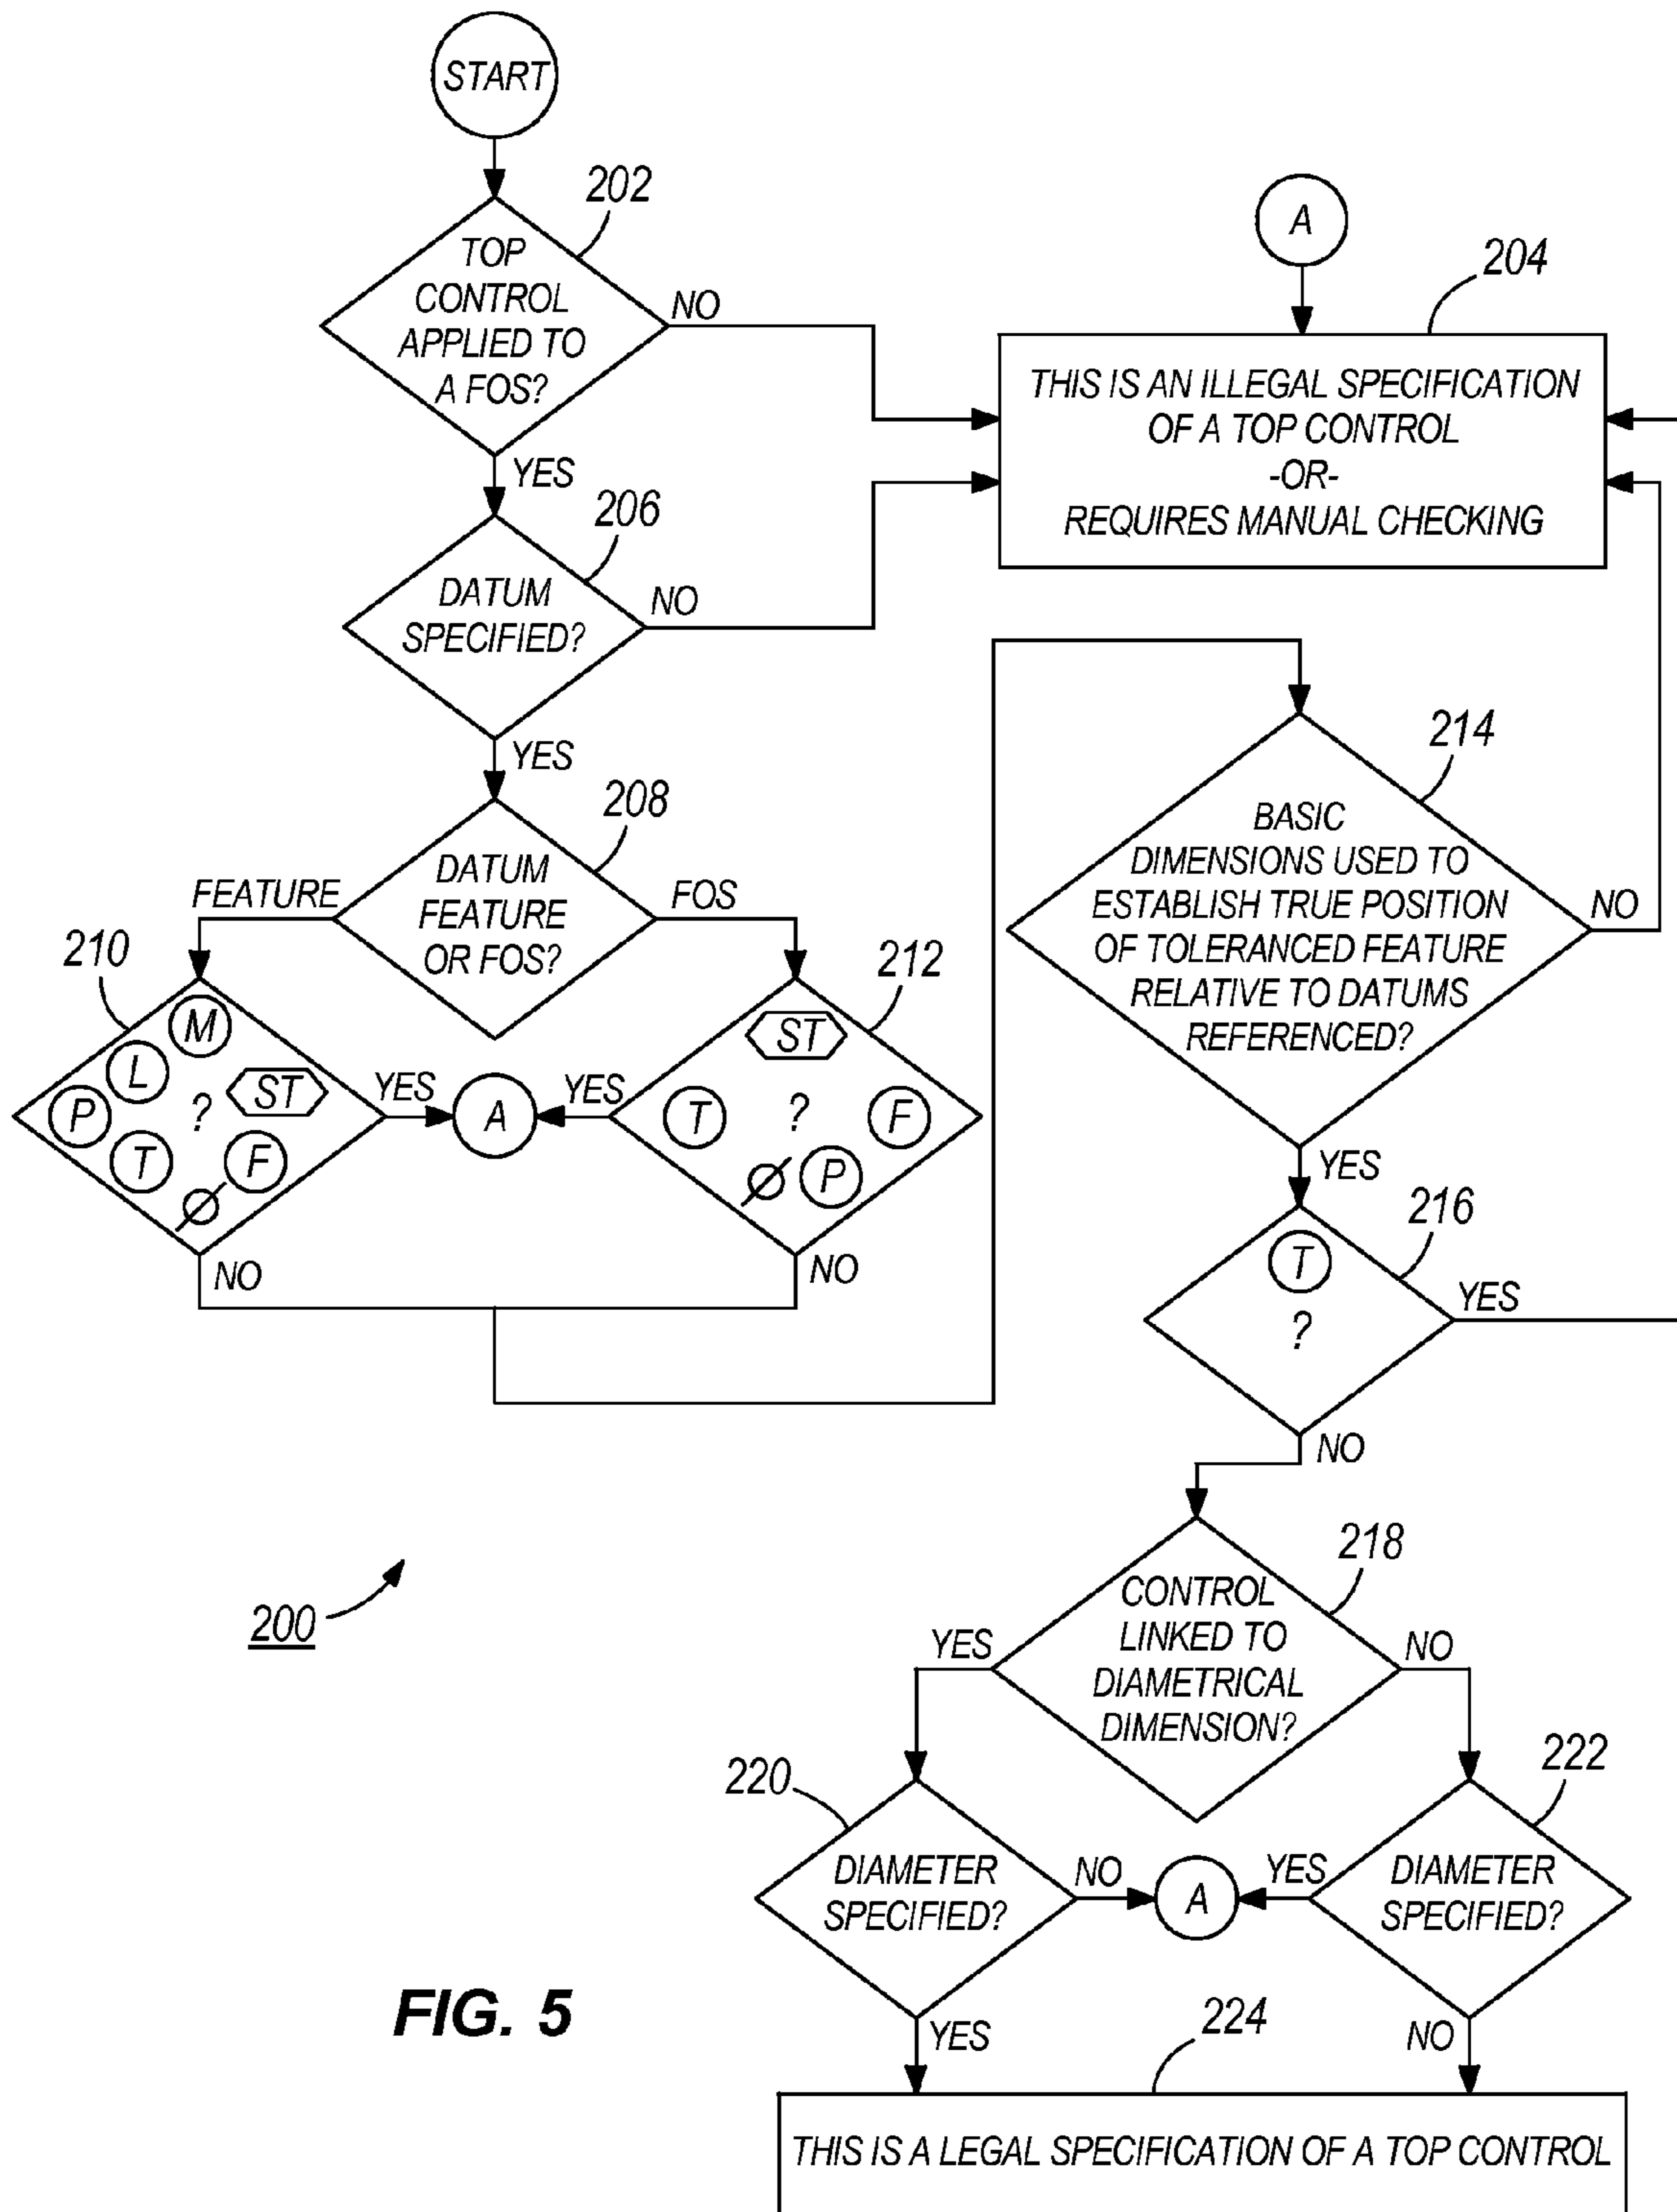 START
202
TOP
CONTROL
APPLIED TO
A FOS?
NO
YES
A
204
THIS IS AN ILLEGAL SPECIFICATION
OF A TOP CONTROL
-OR-
REQUIRES MANUAL CHECKING
206
DATUM
SPECIFIED?
NO
YES
208
DATUM
FEATURE
OR FOS?
FEATURE
FOS
210
M
L
ST
P
?
T
F
⌀
YES
NO
A
212
ST
T
?
F
⌀
P
YES
NO
214
BASIC
DIMENSIONS USED TO
ESTABLISH TRUE POSITION
OF TOLERANCED FEATURE
RELATIVE TO DATUMS
REFERENCED?
NO
YES
216
T
?
YES
NO
218
CONTROL
LINKED TO
DIAMETRICAL
DIMENSION?
YES
NO
220
DIAMETER
SPECIFIED?
NO
YES
A
222
DIAMETER
SPECIFIED?
YES
NO
224
THIS IS A LEGAL SPECIFICATION OF A TOP CONTROL
200
FIG. 5